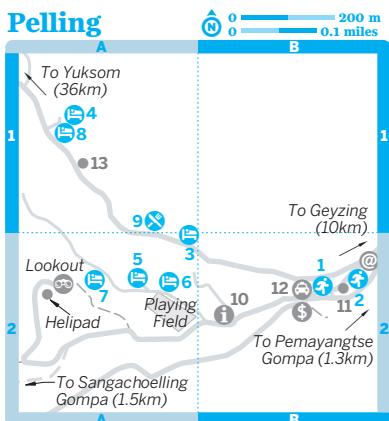 Pelling
N
0 200 m
0 0.1 miles
A B
To Yuksom
(36km)
4
8
1 1
13
9
3
To Geyzing
(10km)
@
Lookout
5
7
6
10
12
1
11
2
i
$
Playing
Field
Helipad
2 2
To Pemayangtse
Gompa (1.3km)
To Sangachoelling
Gompa (1.5km)
A B